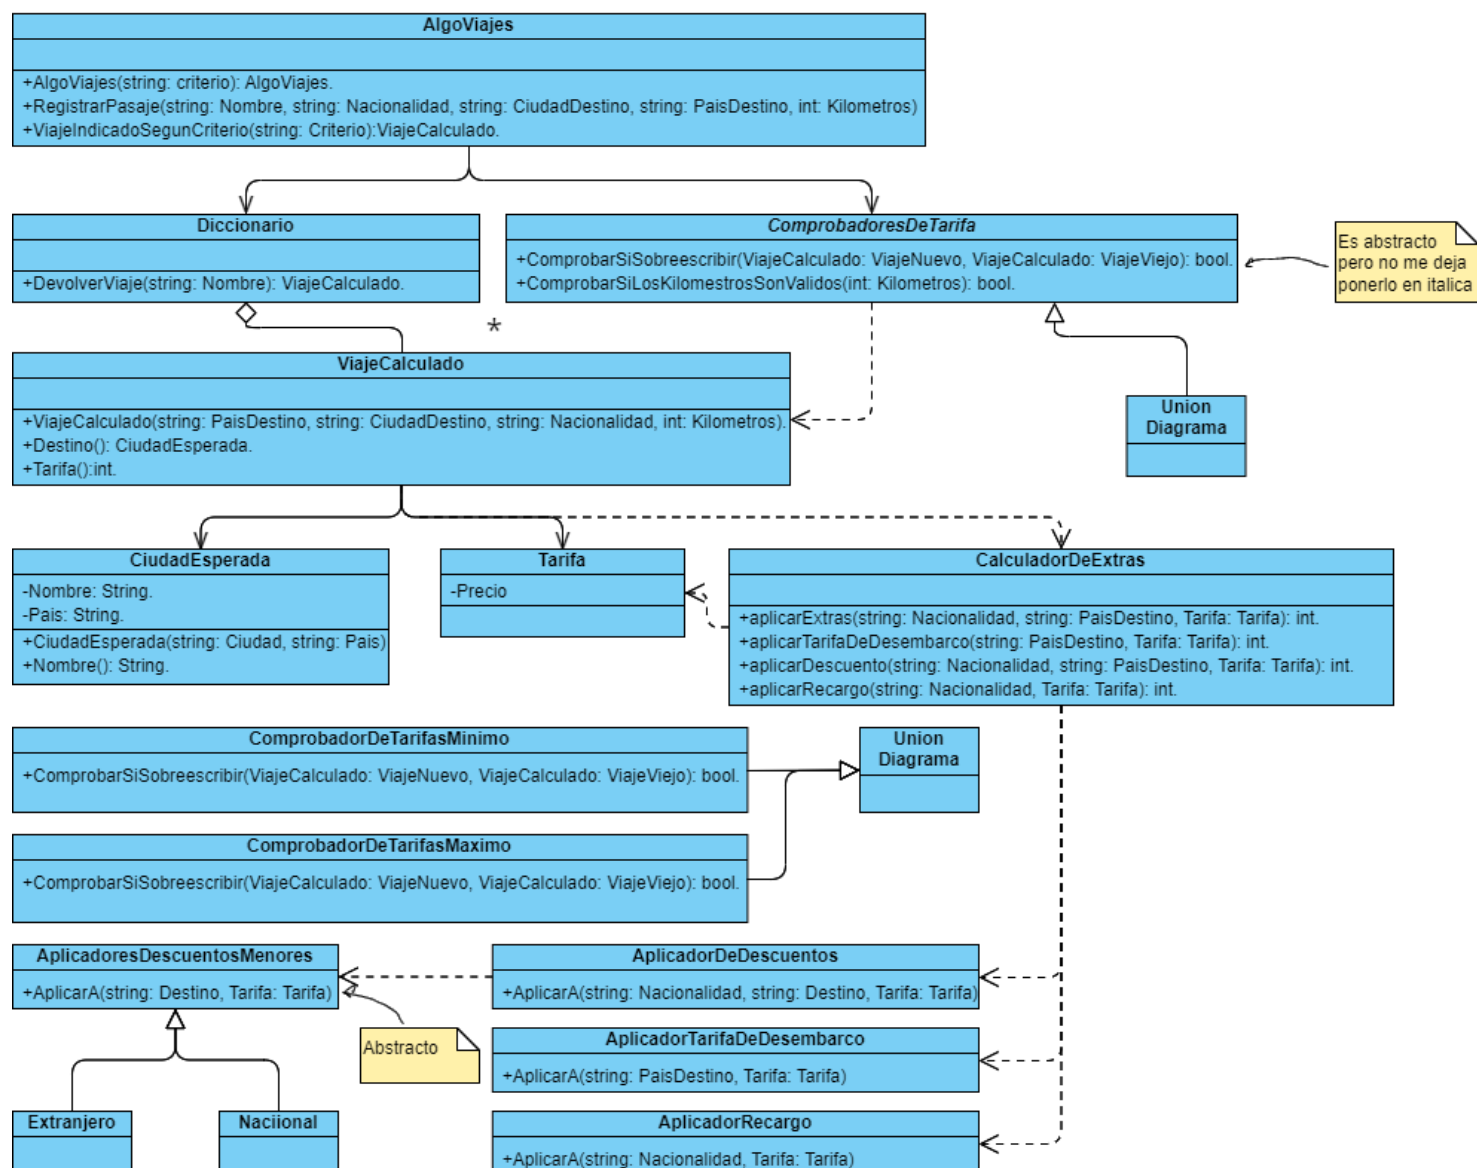 AlgoViajes
+AlgoViajes(string: criterio): AlgoViajes.
+RegistrarPasaje(string: Nombre, string: Nacionalidad, string: CiudadDestino, string: PaisDestino, int: Kilometros)
+ViajeIndicadoSegunCriterio(string: Criterio):ViajeCalculado.
Diccionario
+DevolverViaje(string: Nombre): ViajeCalculado.
ComprobadoresDeTarifa
+ComprobarSiSobreescribir(ViajeCalculado: ViajeNuevo, ViajeCalculado: ViajeViejo): bool.
+ComprobarSiLosKilomestrosSonValidos(int: Kilometros): bool.
Es abstracto
pero no me deja
ponerlo en italica
*
ViajeCalculado
+ViajeCalculado(string: PaisDestino, string: CiudadDestino, string: Nacionalidad, int: Kilometros).
+Destino(): CiudadEsperada.
+Tarifa():int.
Union
Diagrama
CiudadEsperada
-Nombre: String.
-Pais: String.
+CiudadEsperada(string: Ciudad, string: Pais)
+Nombre(): String.
Tarifa
-Precio
CalculadorDeExtras
+aplicarExtras(string: Nacionalidad, string: PaisDestino, Tarifa: Tarifa): int.
+aplicarTarifaDeDesembarco(string: PaisDestino, Tarifa: Tarifa): int.
+aplicarDescuento(string: Nacionalidad, string: PaisDestino, Tarifa: Tarifa): int.
+aplicarRecargo(string: Nacionalidad, Tarifa: Tarifa): int.
ComprobadorDeTarifasMinimo
+ComprobarSiSobreescribir(ViajeCalculado: ViajeNuevo, ViajeCalculado: ViajeViejo): bool.
Union
Diagrama
ComprobadorDeTarifasMaximo
+ComprobarSiSobreescribir(ViajeCalculado: ViajeNuevo, ViajeCalculado: ViajeViejo): bool.
AplicadoresDescuentosMenores
+AplicarA(string: Destino, Tarifa: Tarifa)
Abstracto
AplicadorDeDescuentos
+AplicarA(string: Nacionalidad, string: Destino, Tarifa: Tarifa)
AplicadorTarifaDeDesembarco
+AplicarA(string: PaisDestino, Tarifa: Tarifa)
Extranjero
Naciional
AplicadorRecargo
+AplicarA(string: Nacionalidad, Tarifa: Tarifa)